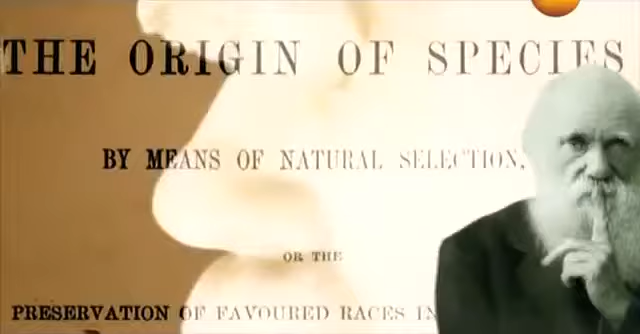 THE ORIGIN OF SPECIES
BY MEANS OF NATURAL SELECTION,
OR THE
PRESERVATION OF FAVOURED RACES IN